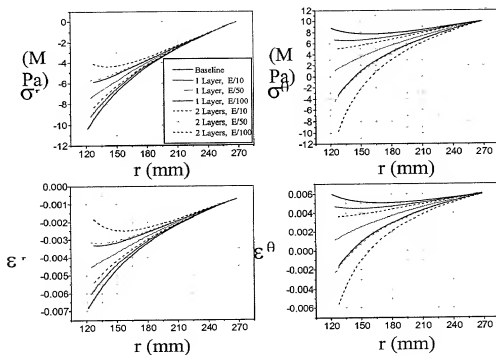 (M
Pa)
σr
0
-2
-4
-6
-8
-10
-12
120 150 180 210 240 270
r (mm)
Baseline
1 Layer, E/10
1 Layer, E/50
1 Layer, E/100
2 Layers, E/10
2 Layers, E/50
2 Layers, E/100
(M
Pa)
σθ
12
10
8
6
4
2
0
-2
-4
-6
-8
-10
-12
120 150 180 210 240 270
r (mm)
εr
0.000
-0.001
-0.002
-0.003
-0.004
-0.005
-0.006
-0.007
120 150 180 210 240 270
r (mm)
εθ
0.006
0.004
0.002
0.000
-0.002
-0.004
-0.006
120 150 180 210 240 270
r (mm)